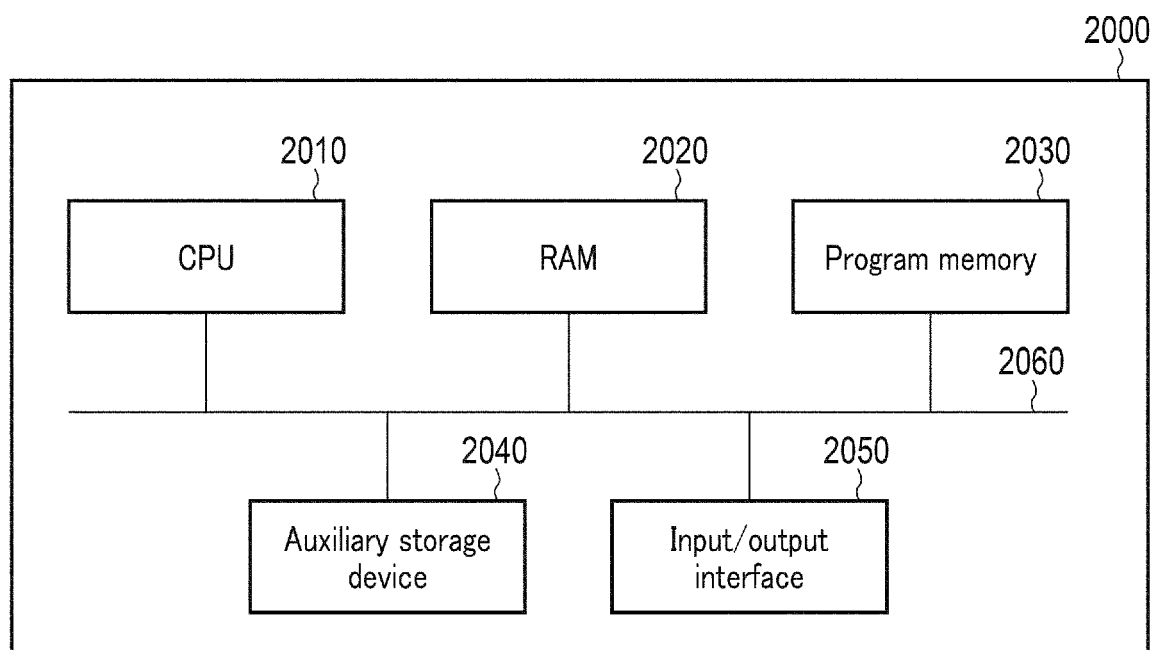 2000
2010
2020
2030
CPU
RAM
Program memory
2060
2040
2050
Auxiliary storage
device
Input/output
interface